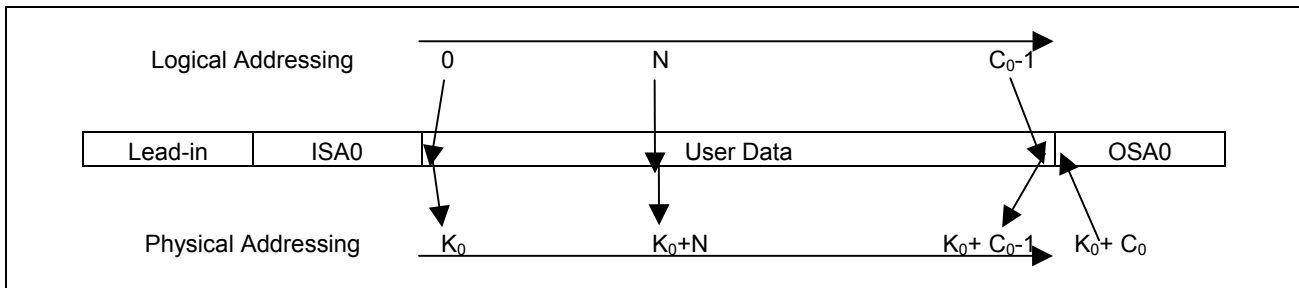 Logical Addressing 0 N C₀-1
Lead-in ISA0 User Data OSA0
Physical Addressing K₀ K₀+N K₀+ C₀-1 K₀+ C₀